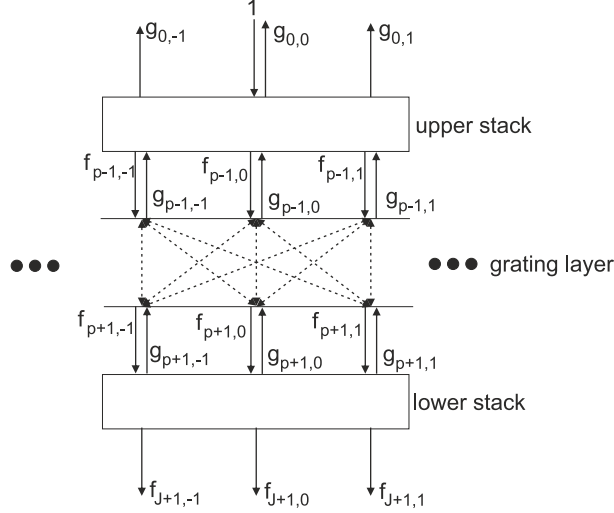 1
g0,-1 g0,0 g0,1
upper stack
fp-1,-1 fp-1,0 fp-1,1
gp-1,-1 gp-1,0 gp-1,1
grating layer
fp+1,-1 fp+1,0 fp+1,1
gp+1,-1 gp+1,0 gp+1,1
lower stack
fJ+1,-1 fJ+1,0 fJ+1,1